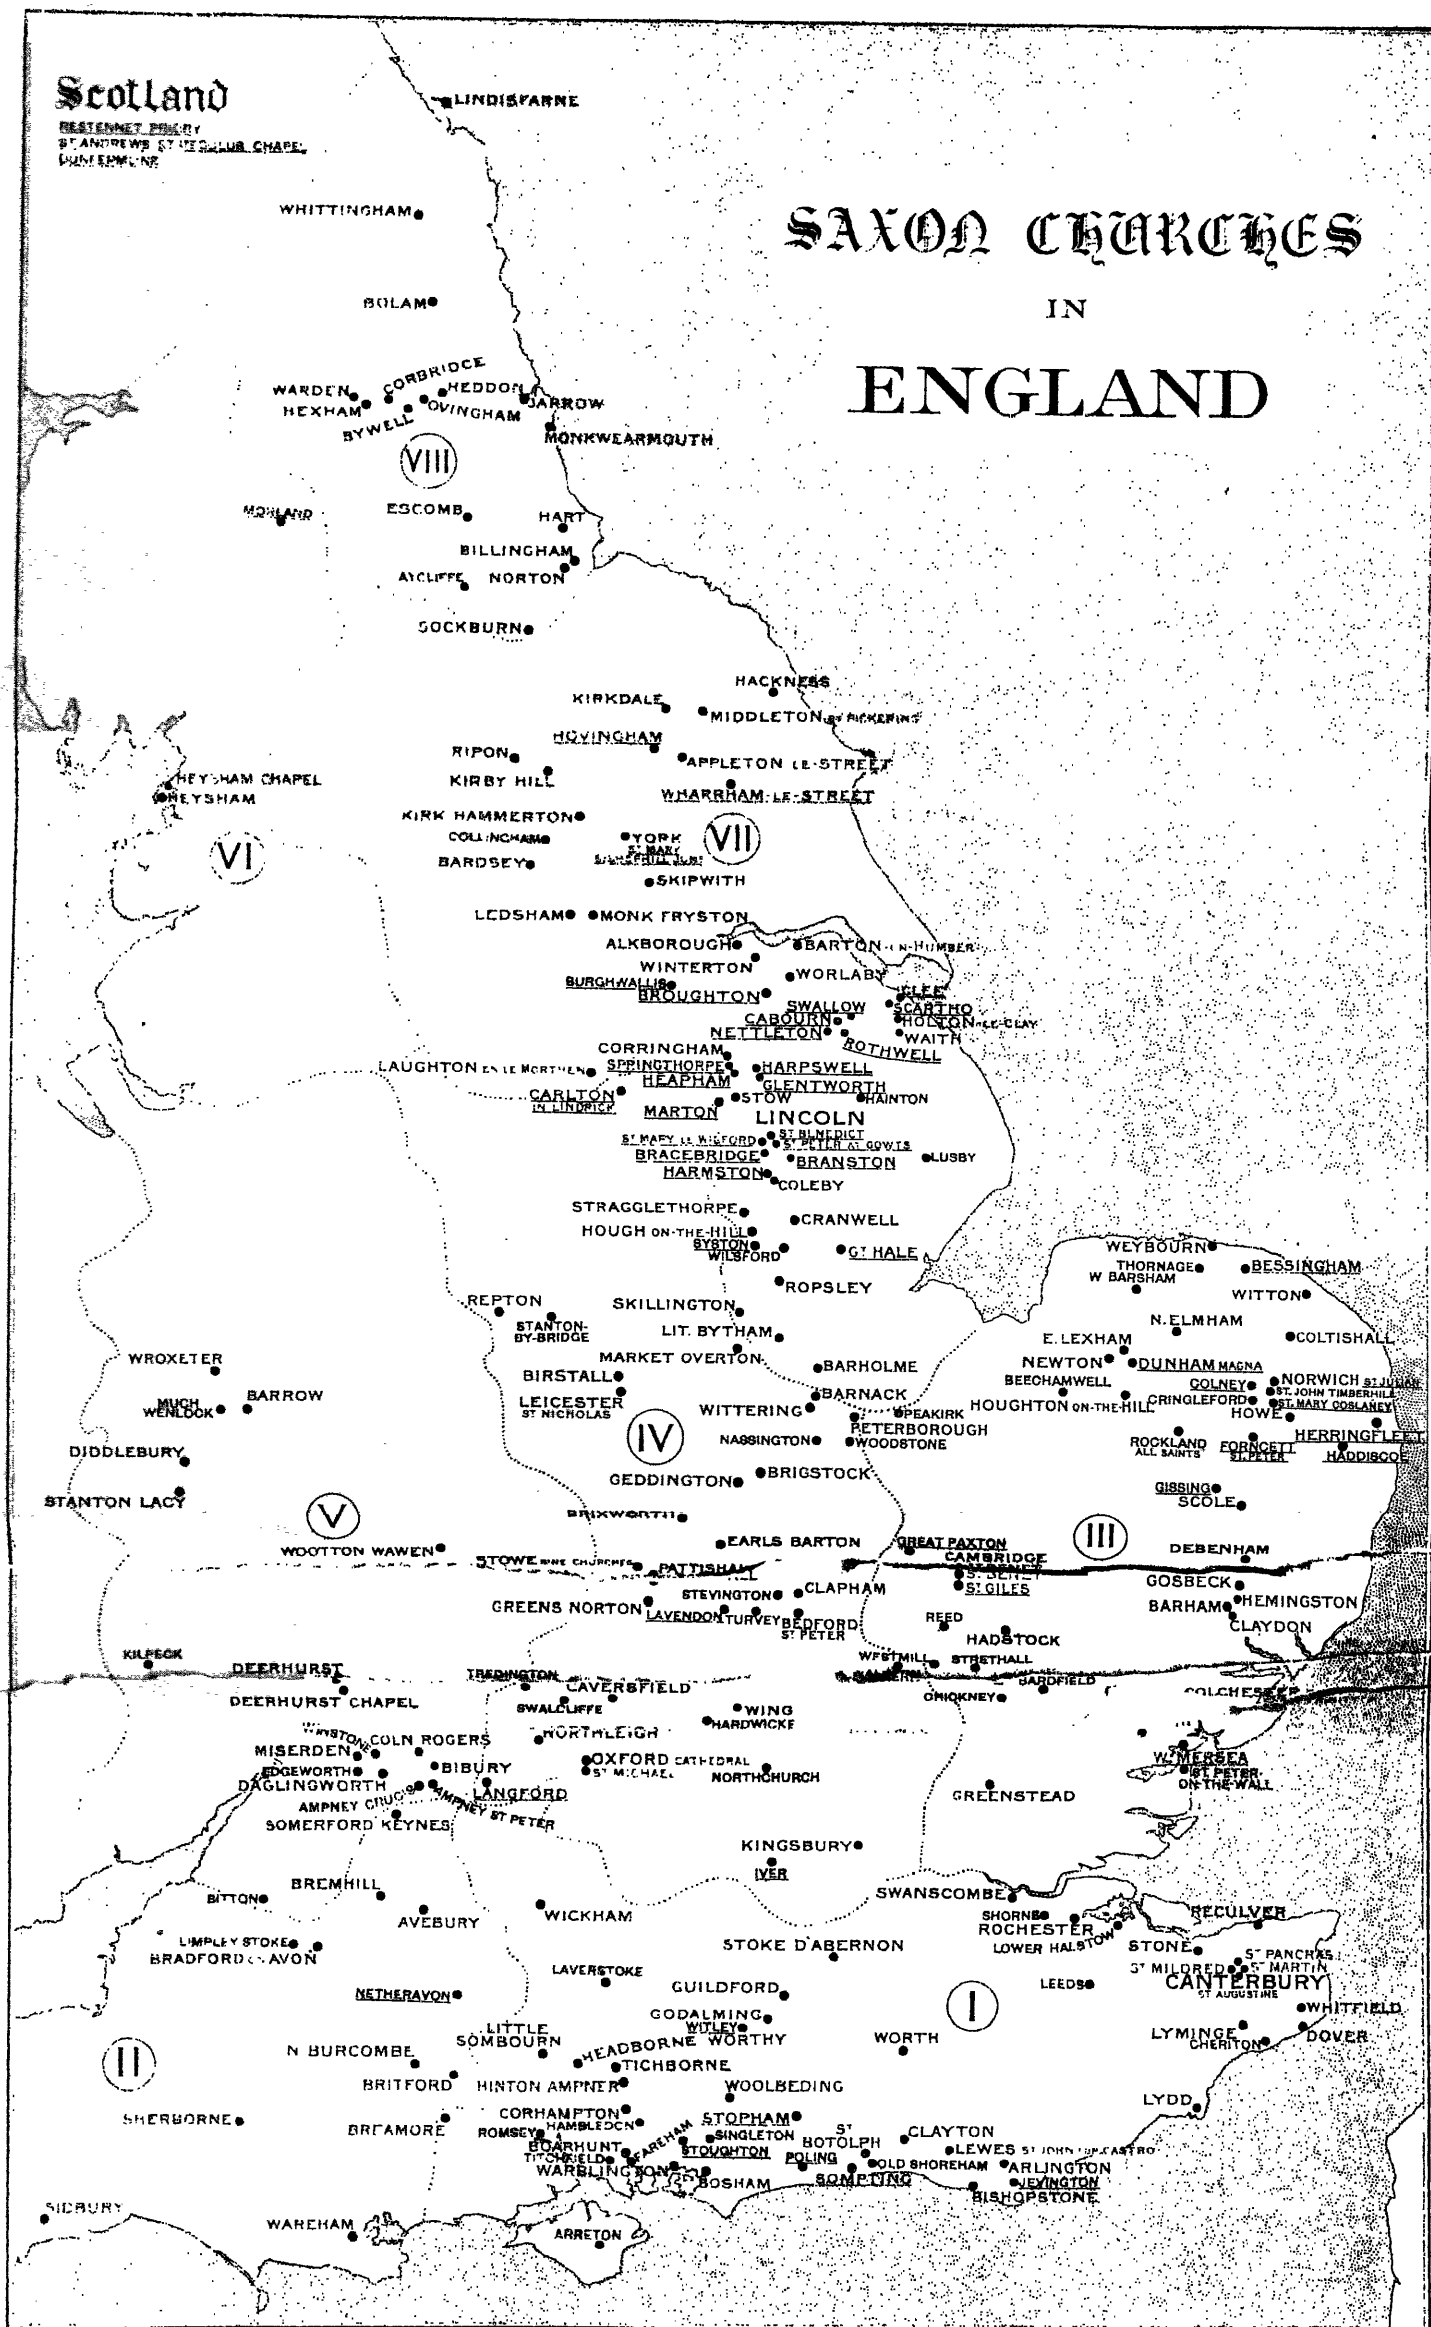 Scotland
RESTENNET PRIORY
ST ANDREWS ST REGULUS CHAPEL
DUNFERMLINE
SAXON CHURCHES
IN
ENGLAND
LINDISFARNE
WHITTINGHAM
BOLAM
CORBRIDGE
WARDEN
HEDDON
HEXHAM
OVINGHAM
JARROW
BYWELL
MONKWEARMOUTH
VIII
MORLAND
ESCOMB
HART
BILLINGHAM
AYCLIFFE
NORTON
SOCKBURN
HACKNESS
KIRKDALE
MIDDLETON BY PICKERING
HOVINGHAM
RIPON
APPLETON LE-STREET
KIRBY HILL
HEYSHAM CHAPEL
HEYSHAM
WHARRHAM-LE-STREET
KIRK HAMMERTON
COLLINGHAM
YORK
ST MARY
VII
VI
BARDSEY
SKIPWITH
LEDSHAM
MONK FRYSTON
ALKBOROUGH
BARTON-ON-HUMBER
WINTERTON
WORLABY
BURGHWALLIS
BROUGHTON
CLEE
SWALLOW
SCARTHO
CABOURN
HOLTON-LE-CLAY
NETTLETON
WAITH
ROTHWELL
CORRINGHAM
LAUGHTON EN LE MORTHEN
SPRINGTHORPE
HARPSWELL
HEAPHAM
GLENTWORTH
CARLTON
IN LINDRICK
STOW
HAINTON
MARTON
LINCOLN
ST BENEDICT
ST MARY LE WIGFORD
ST PETER AT GOWTS
BRACEBRIDGE
BRANSTON
LUSBY
HARMSTON
COLEBY
STRAGGLETHORPE
CRANWELL
HOUGH ON-THE-HILL
SYSTON
WILSFORD
GT HALE
WEYBOURN
THORNAGE
BESSINGHAM
W BARSHAM
ROPSLEY
WITTON
REPTON
SKILLINGTON
STANTON-
BY-BRIDGE
N. ELMHAM
LIT. BYTHAM
E. LEXHAM
COLTISHALL
WROXETER
MARKET OVERTON
BARHOLME
NEWTON
DUNHAM MAGNA
BIRSTALL
BEECHAMWELL
COLNEY
NORWICH ST JULIAN
MUCH
WENLOCK
BARROW
LEICESTER
ST NICHOLAS
BARNACK
ST. JOHN TIMBERHILL
HOUGHTON ON-THE-HILL
CRINGLEFORD
ST. MARY COSLANEY
WITTERING
PEAKIRK
HOWE
PETERBOROUGH
HERRINGFLEET
IV
NASSINGTON
WOODSTONE
ROCKLAND
ALL SAINTS
FORNCETT
ST. PETER
HADDISCOE
DIDDLEBURY
GEDDINGTON
BRIGSTOCK
GISSING
STANTON LACY
SCOLE
V
BRIXWORTH
III
EARLS BARTON
GREAT PAXTON
WOOTTON WAWEN
CAMBRIDGE
ST BENET
DEBENHAM
STOWE NINE CHURCHES
PATTISHALL
ST GILES
GOSBECK
STEVINGTON
CLAPHAM
HEMINGSTON
GREENS NORTON
BARHAM
LAVENDON
TURVEY
BEDFORD
ST PETER
REED
CLAYDON
HADSTOCK
KILPECK
WESTMILL
STRETHALL
DEERHURST
TREDINGTON
BARDFIELD
DEERHURST CHAPEL
CAVERSFIELD
CHICKNEY
COLCHESTER
SWALCLIFFE
WING
HARDWICKE
WINSTONE
COLN ROGERS
NORTHLEIGH
MISERDEN
EDGEWORTH
BIBURY
OXFORD CATHEDRAL
ST MICHAEL
W. MERSEA
ST PETER-
ON-THE-WALL
DAGLINGWORTH
NORTHCHURCH
LANGFORD
AMPNEY CRUCIS
AMPNEY ST PETER
GREENSTEAD
SOMERFORD KEYNES
KINGSBURY
IVER
BREMHILL
BITTON
SWANSCOMBE
AVEBURY
WICKHAM
SHORNE
RECULVER
ROCHESTER
LIMPLEY STOKE
LOWER HALSTOW
STONE
BRADFORD ON AVON
STOKE D'ABERNON
ST PANCRAS
ST MILDRED
ST MARTIN
LAVERSTOKE
CANTERBURY
ST AUGUSTINE
GUILDFORD
LEEDS
NETHERAVON
I
WHITFIELD
GODALMING
WITLEY
LITTLE
SOMBOURN
LYMINGE
DOVER
WORTH
CHERITON
HEADBORNE WORTHY
N BURCOMBE
II
TICHBORNE
BRITFORD
HINTON AMPNER
WOOLBEDING
LYDD
CORHAMPTON
STOPHAM
SHERBORNE
BREAMORE
HAMBLEDON
ROMSEY
SINGLETON
ST
BOTOLPH
CLAYTON
FAREHAM
BOARHUNT
STOUGHTON
LEWES ST JOHN SUB CASTRO
TITCHFIELD
POLING
OLD SHOREHAM
ARLINGTON
WARBLINGTON
SOMPTING
BOSHAM
JEVINGTON
BISHOPSTONE
SIDBURY
WAREHAM
ARRETON